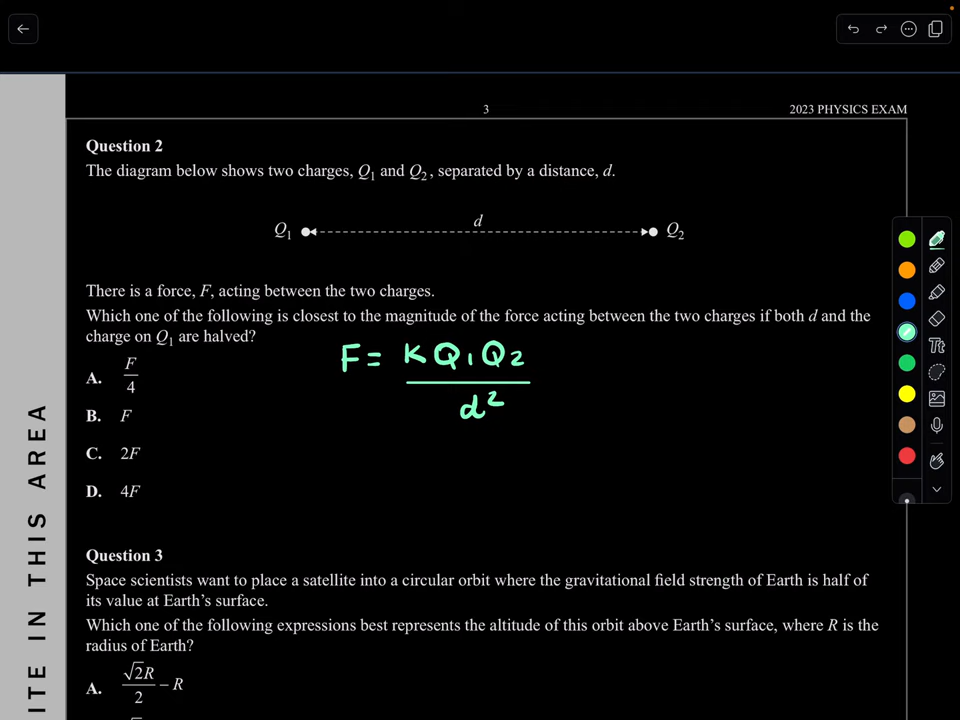 3
2023 PHYSICS EXAM
Question 2
The diagram below shows two charges, Q₁ and Q₂, separated by a distance, d.
d
Q₁
Q₂
There is a force, F, acting between the two charges.
Which one of the following is closest to the magnitude of the force acting between the two charges if both d and the
charge on Q₁ are halved?
F = KQ₁Q₂ / d²
A. F/4
B. F
C. 2F
D. 4F
Question 3
Space scientists want to place a satellite into a circular orbit where the gravitational field strength of Earth is half of
its value at Earth's surface.
Which one of the following expressions best represents the altitude of this orbit above Earth's surface, where R is the
radius of Earth?
A. √2R/2 – R
ITE IN THIS AREA
Tt